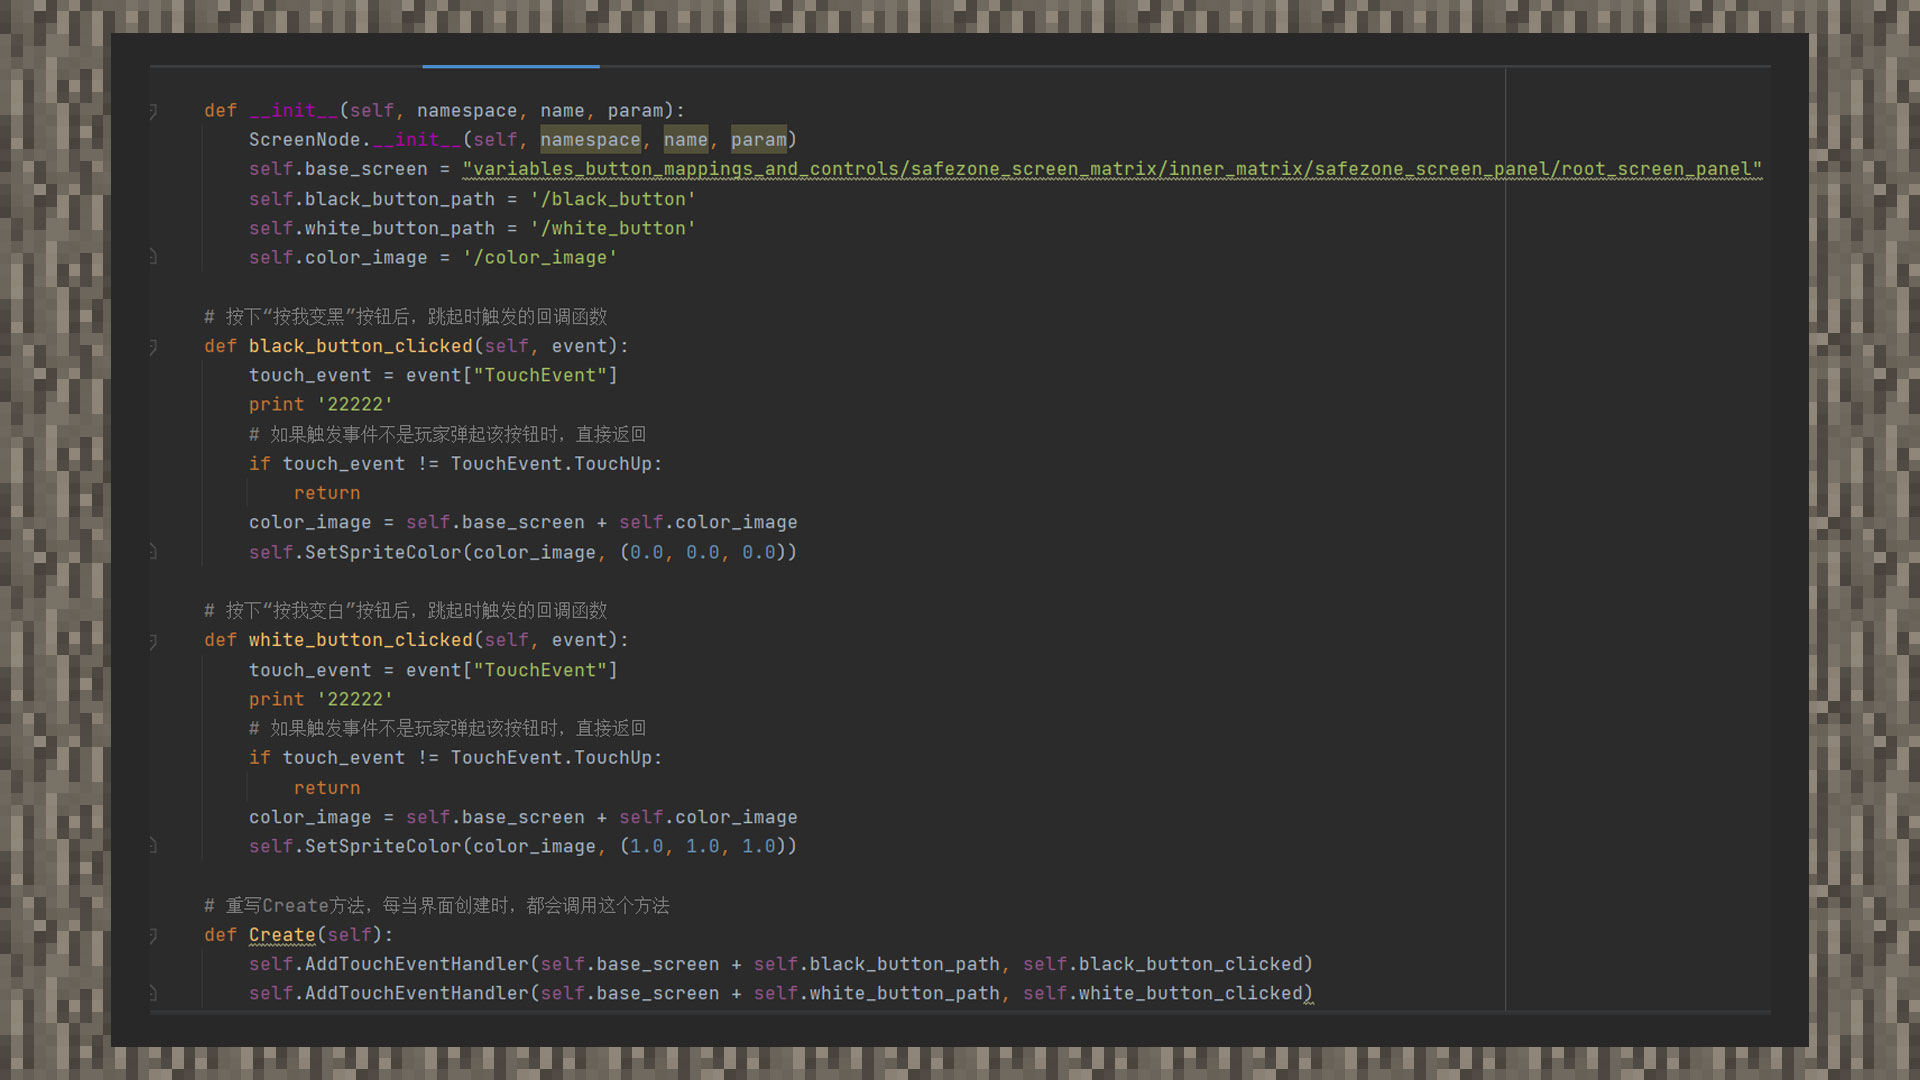 def __init__(self, namespace, name, param):
ScreenNode.__init__(self, namespace, name, param)
self.base_screen = "variables_button_mappings_and_controls/safezone_screen_matrix/inner_matrix/safezone_screen_panel/root_screen_panel"
self.black_button_path = '/black_button'
self.white_button_path = '/white_button'
self.color_image = '/color_image'
# 按下“按我变黑”按钮后，跳起时触发的回调函数
def black_button_clicked(self, event):
touch_event = event["TouchEvent"]
print '22222'
# 如果触发事件不是玩家弹起该按钮时，直接返回
if touch_event != TouchEvent.TouchUp:
return
color_image = self.base_screen + self.color_image
self.SetSpriteColor(color_image, (0.0, 0.0, 0.0))
# 按下“按我变白”按钮后，跳起时触发的回调函数
def white_button_clicked(self, event):
touch_event = event["TouchEvent"]
print '22222'
# 如果触发事件不是玩家弹起该按钮时，直接返回
if touch_event != TouchEvent.TouchUp:
return
color_image = self.base_screen + self.color_image
self.SetSpriteColor(color_image, (1.0, 1.0, 1.0))
# 重写Create方法，每当界面创建时，都会调用这个方法
def Create(self):
self.AddTouchEventHandler(self.base_screen + self.black_button_path, self.black_button_clicked)
self.AddTouchEventHandler(self.base_screen + self.white_button_path, self.white_button_clicked)